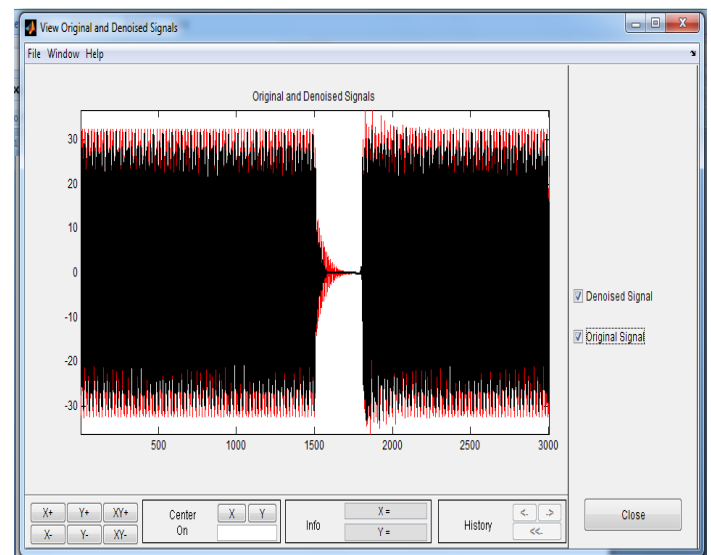 View Original and Denoised Signals
File Window Help
Original and Denoised Signals
30
20
10
0
-10
-20
-30
500 1000 1500 2000 2500 3000
Denoised Signal
Original Signal
X+ Y+ XY+
X- Y- XY-
Center
On
X Y
Info
X =
Y =
History
<- ->
<<-
Close